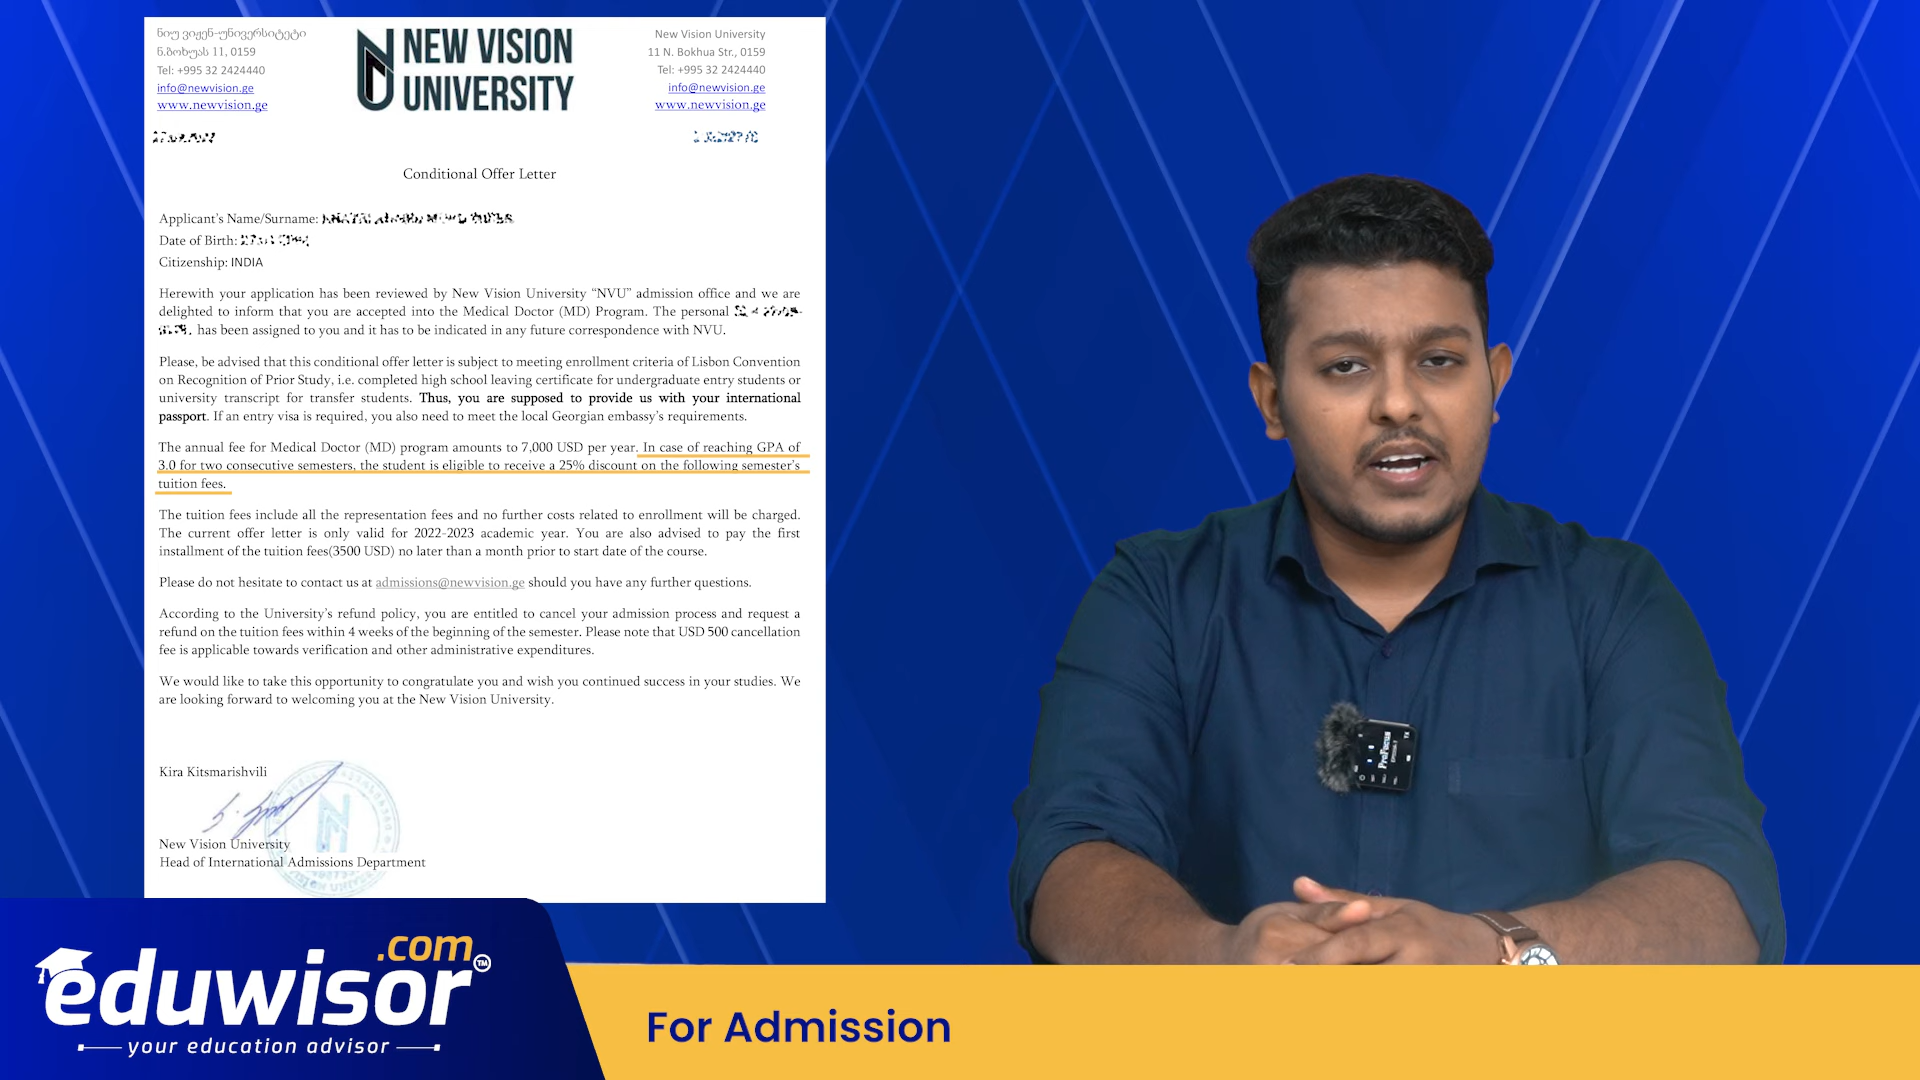 ნიუ ვიჟენ-უნივერსიტეტი
ნ.ბოხუას 11, 0159
Tel: +995 32 2424440
info@newvision.ge
www.newvision.ge
NEW VISION
UNIVERSITY
New Vision University
11 N. Bokhua Str., 0159
Tel: +995 32 2424440
info@newvision.ge
www.newvision.ge
Conditional Offer Letter
Applicant's Name/Surname:
Date of Birth:
Citizenship: INDIA
Herewith your application has been reviewed by New Vision University “NVU” admission office and we are
delighted to inform that you are accepted into the Medical Doctor (MD) Program. The personal
has been assigned to you and it has to be indicated in any future correspondence with NVU.
Please, be advised that this conditional offer letter is subject to meeting enrollment criteria of Lisbon Convention
on Recognition of Prior Study, i.e. completed high school leaving certificate for undergraduate entry students or
university transcript for transfer students. Thus, you are supposed to provide us with your international
passport. If an entry visa is required, you also need to meet the local Georgian embassy's requirements.
The annual fee for Medical Doctor (MD) program amounts to 7,000 USD per year. In case of reaching GPA of
3.0 for two consecutive semesters, the student is eligible to receive a 25% discount on the following semester's
tuition fees.
The tuition fees include all the representation fees and no further costs related to enrollment will be charged.
The current offer letter is only valid for 2022-2023 academic year. You are also advised to pay the first
installment of the tuition fees(3500 USD) no later than a month prior to start date of the course.
Please do not hesitate to contact us at admissions@newvision.ge should you have any further questions.
According to the University's refund policy, you are entitled to cancel your admission process and request a
refund on the tuition fees within 4 weeks of the beginning of the semester. Please note that USD 500 cancellation
fee is applicable towards verification and other administrative expenditures.
We would like to take this opportunity to congratulate you and wish you continued success in your studies. We
are looking forward to welcoming you at the New Vision University.
Kira Kitsmarishvili
New Vision University
Head of International Admissions Department
eduwisor.com TM
your education advisor
For Admission
ProFocus